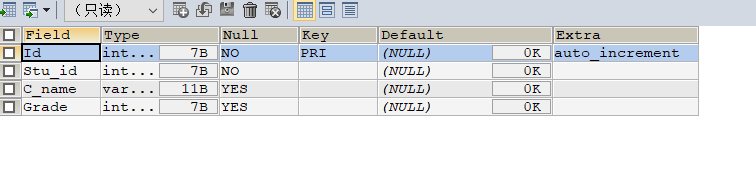 （只读）
Field Type Null Key Default Extra
Id int... 7B NO PRI (NULL) 0K auto_increment
Stu_id int... 7B NO (NULL) 0K
C_name var... 11B YES (NULL) 0K
Grade int... 7B YES (NULL) 0K